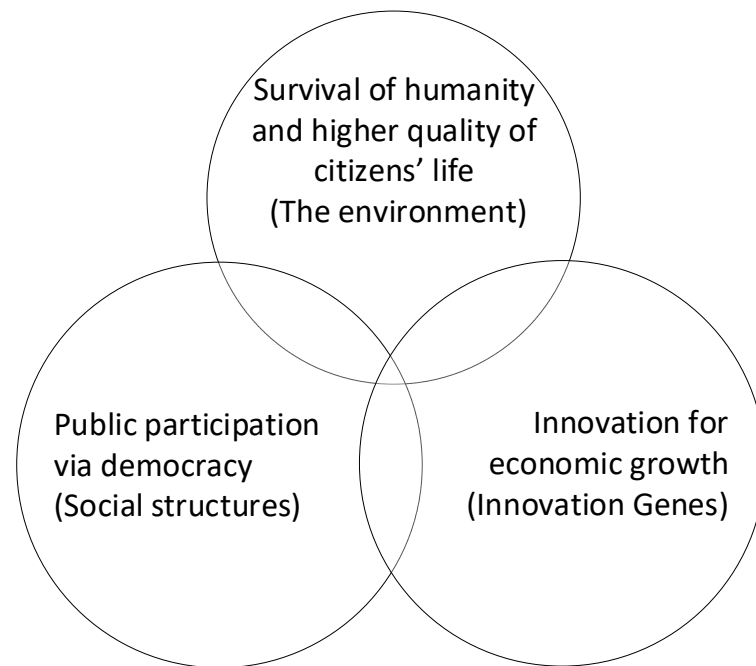 Survival of humanity
and higher quality of
citizens’ life
(The environment)
Public participation
via democracy
(Social structures)
Innovation for
economic growth
(Innovation Genes)